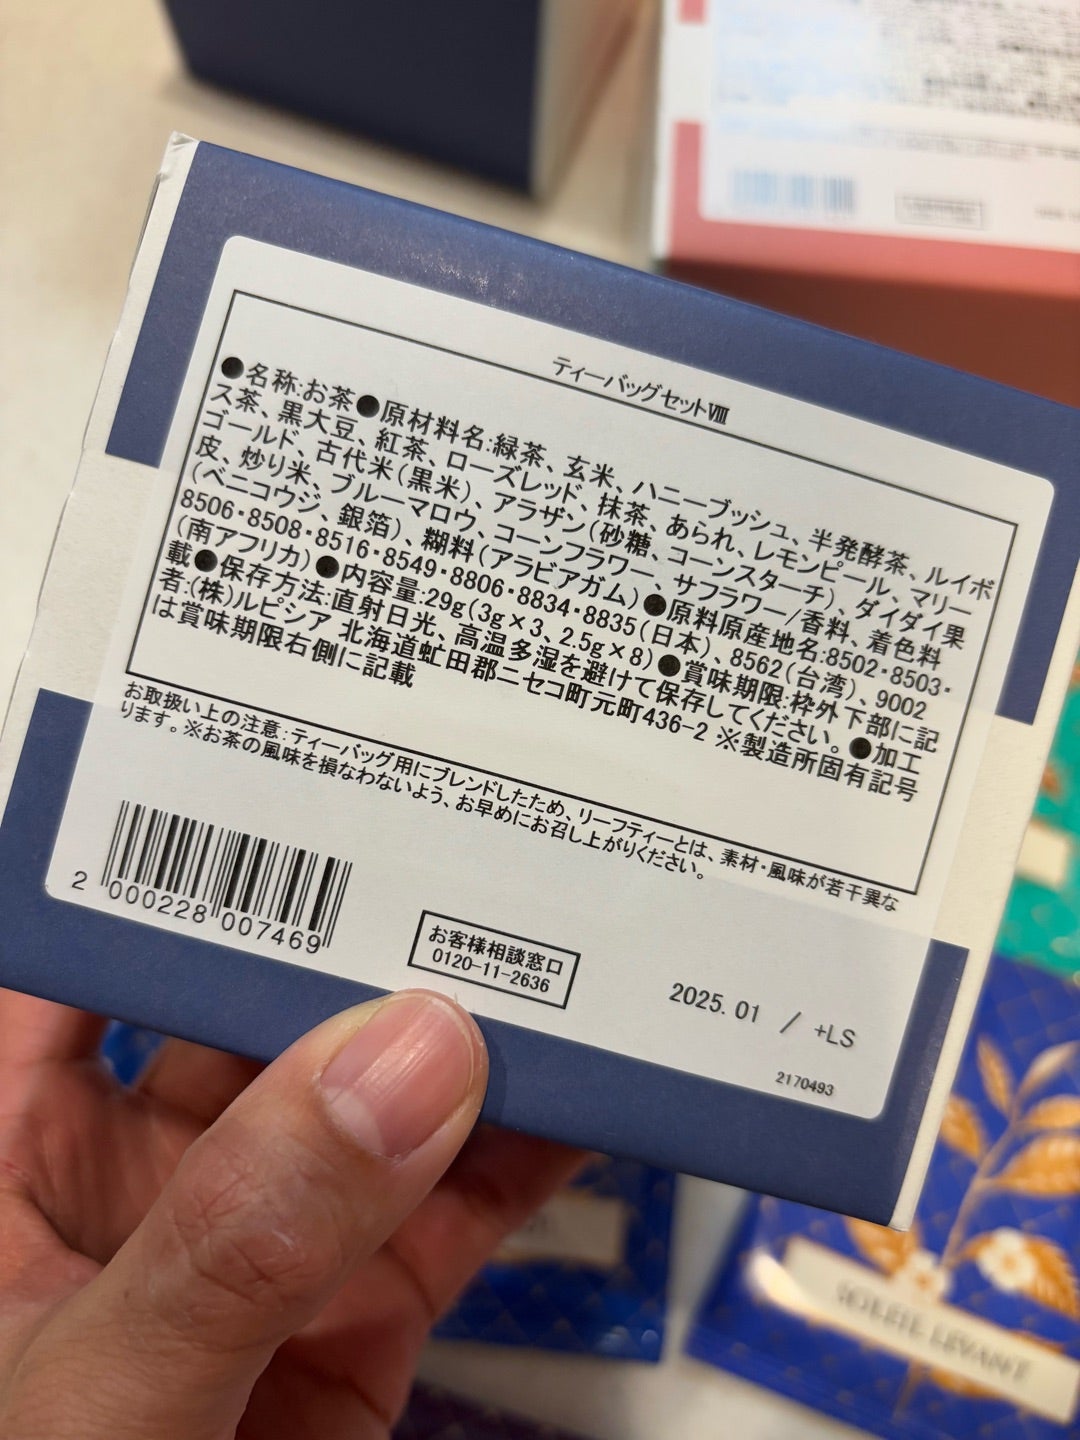 ティーバッグセットⅧ
●名称:お茶●原材料名:緑茶、玄米、ハニーブッシュ、半発酵茶、ルイボ
ス茶、黒大豆、紅茶、ローズレッド、抹茶、あられ、レモンピール、マリー
ゴールド、古代米(黒米)、アラザン(砂糖、コーンスターチ)、ダイダイ果
皮、炒り米、ブルーマロウ、コーンフラワー、サフラワー/香料、着色料
(ベニコウジ、銀箔)、糊料(アラビアガム)●原料原産地名:8502・8503・
8506・8508・8516・8549・8806・8834・8835(日本)、8562(台湾)、9002
(南アフリカ)●内容量:29g(3g×3、2.5g×8)●賞味期限:枠外下部に記
載●保存方法:直射日光、高温多湿を避けて保存してください。●加工
者:(株)ルピシア 北海道虻田郡ニセコ町元町436-2 ※製造所固有記号
は賞味期限右側に記載
お取扱い上の注意:ティーバッグ用にブレンドしたため、リーフティーとは、素材・風味が若干異な
ります。※お茶の風味を損なわないよう、お早めにお召し上がりください。
2 000228 007469
お客様相談窓口
0120-11-2636
2025.01 / +LS
2170493
SOLEIL LEVANT